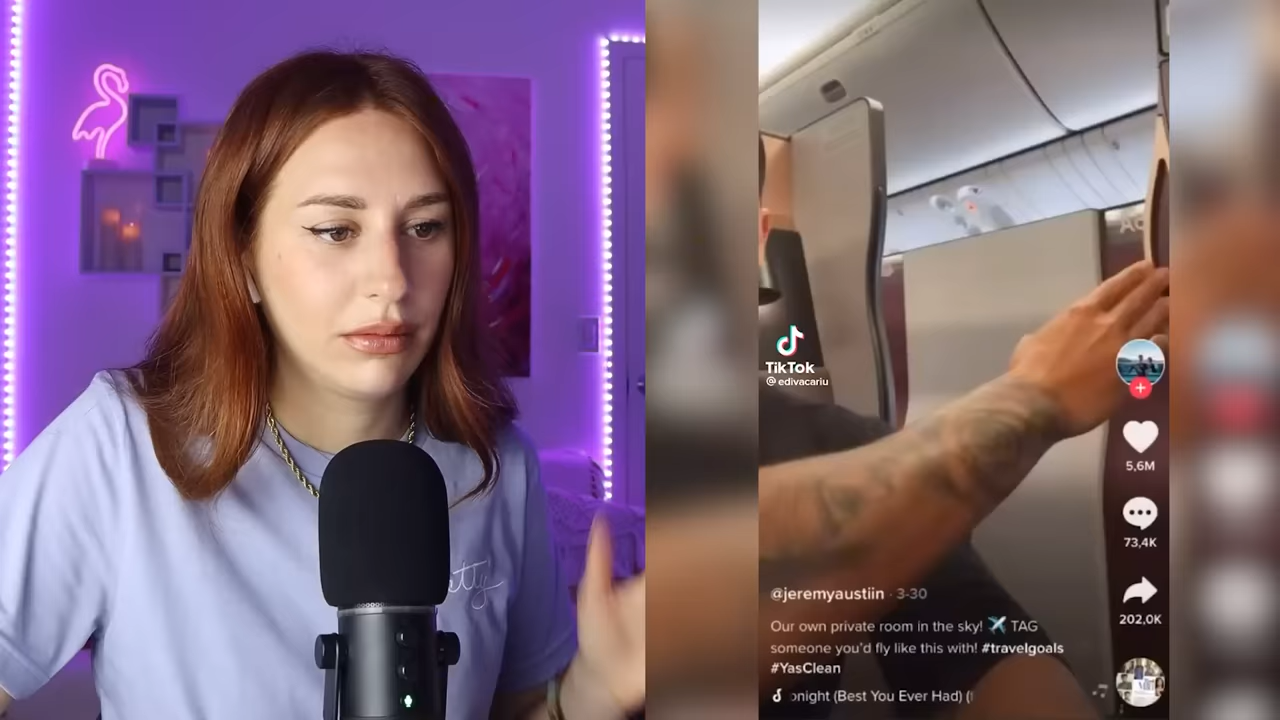 TikTok
@ edivacariu
5,6M
73,4K
202,0K
@jeremyaustiin · 3-30
Our own private room in the sky! ✈️ TAG
someone you'd fly like this with! #travelgoals
#YasClean
onight (Best You Ever Had) (